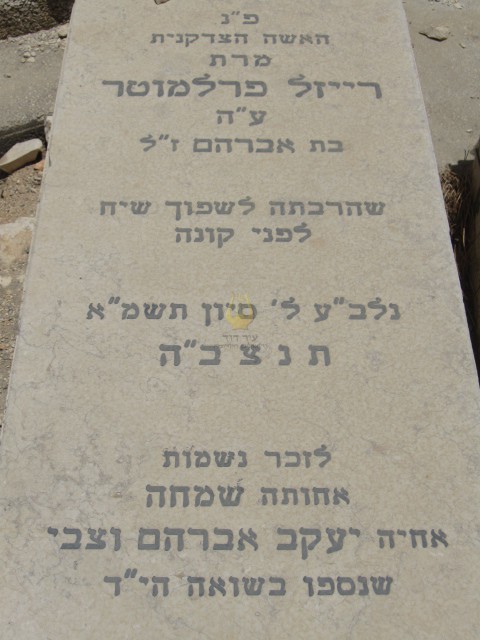 פ"נ
האשה הצדקנית
מרת
רייזל פרלמוטר
ע"ה
בת אברהם ז"ל
שהרבתה לשפוך שיח
לפני קונה
נלב"ע ל' סיון תשמ"א
ת נ צ ב"ה
לזכר נשמות
אחותה שמחה
אחיה יעקב אברהם וצבי
שנספו בשואה הי"ד